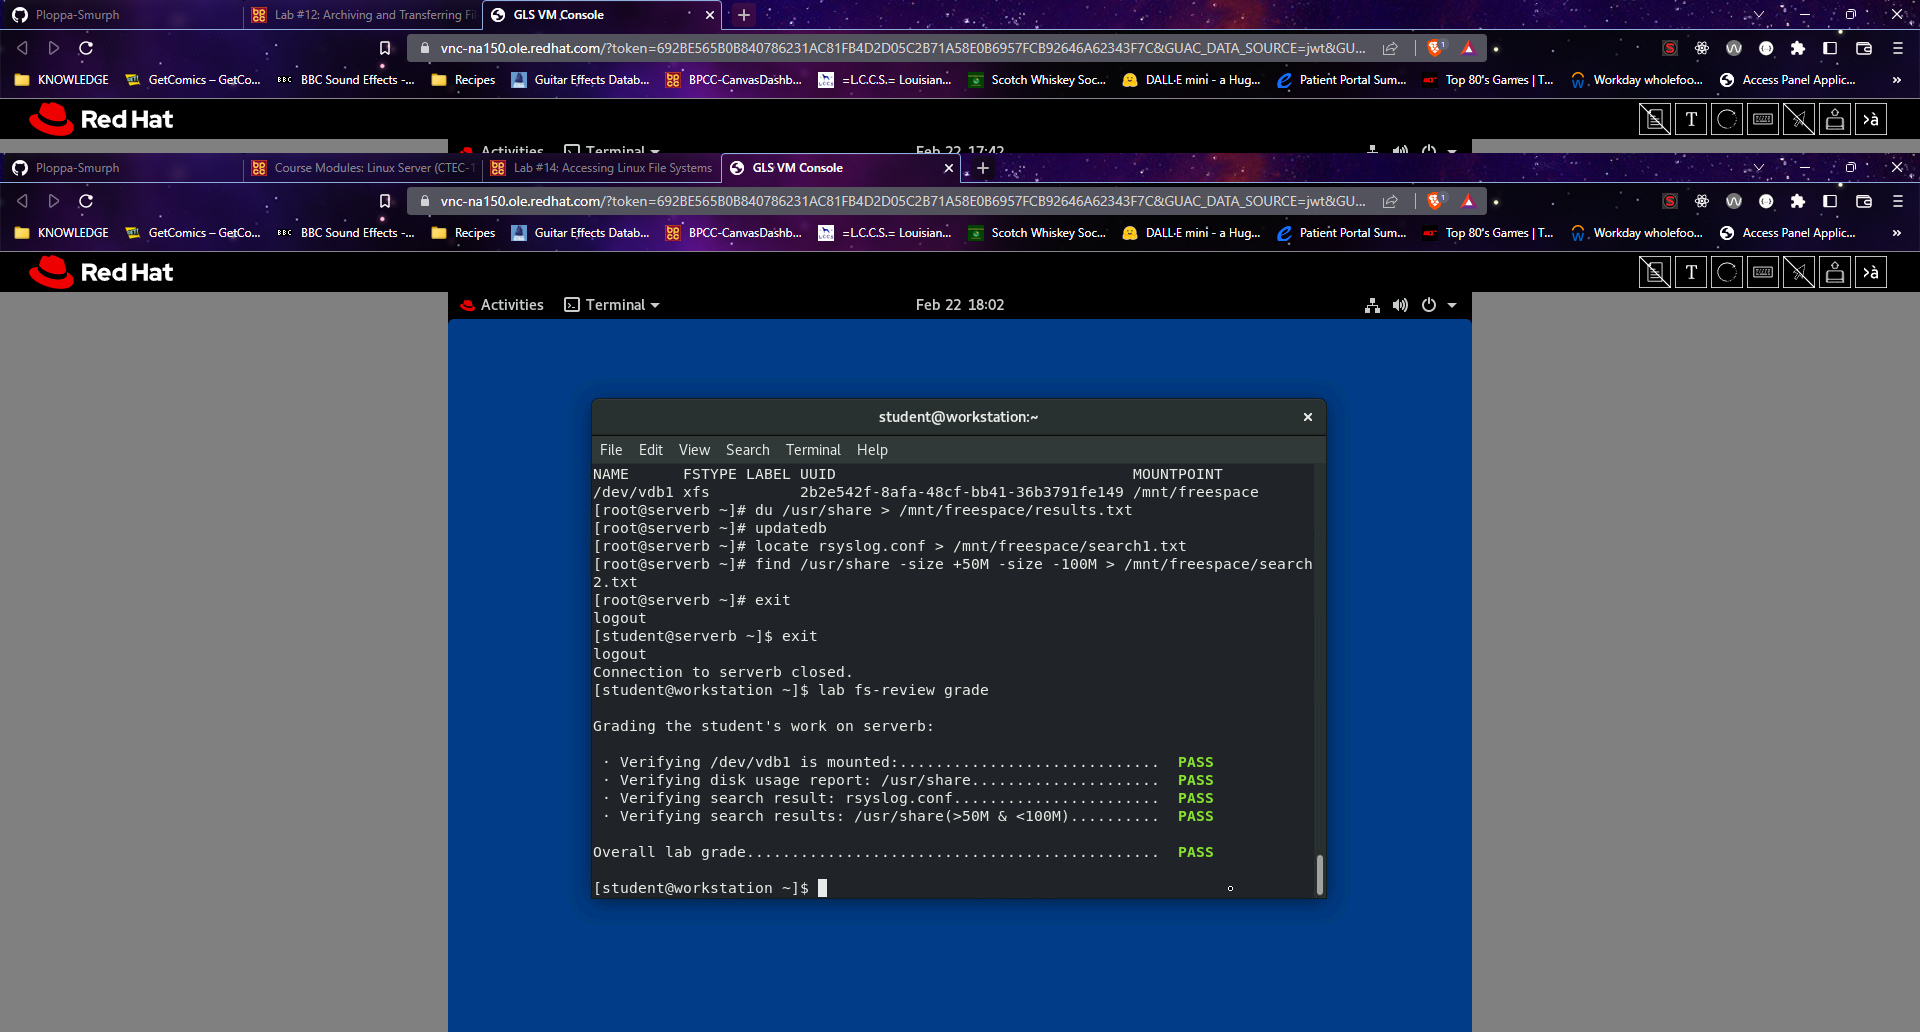 Ploppa-Smurph
Lab #12: Archiving and Transferring Fi
GLS VM Console
vnc-na150.ole.redhat.com/?token=692BE565B0B840786231AC81FB4D2D05C2B71A58E0B6957FCB92646A62343F7C&GUAC_DATA_SOURCE=jwt&GU...
KNOWLEDGE
GetComics – GetCo...
BBC BBC Sound Effects -...
Recipes
Guitar Effects Datab...
BPCC-CanvasDashb...
=L.C.C.S.= Louisian...
Scotch Whiskey Soc...
DALL·E mini - a Hug...
Patient Portal Sum...
Top 80's Games | T...
Workday wholefoo...
Access Panel Applic...
»
Red Hat
T
›à
Activities
Terminal
Feb 22 17:42
Ploppa-Smurph
Course Modules: Linux Server (CTEC-1
Lab #14: Accessing Linux File Systems
GLS VM Console
vnc-na150.ole.redhat.com/?token=692BE565B0B840786231AC81FB4D2D05C2B71A58E0B6957FCB92646A62343F7C&GUAC_DATA_SOURCE=jwt&GU...
KNOWLEDGE
GetComics – GetCo...
BBC BBC Sound Effects -...
Recipes
Guitar Effects Datab...
BPCC-CanvasDashb...
=L.C.C.S.= Louisian...
Scotch Whiskey Soc...
DALL·E mini - a Hug...
Patient Portal Sum...
Top 80's Games | T...
Workday wholefoo...
Access Panel Applic...
»
Red Hat
T
›à
Activities
Terminal
Feb 22 18:02
student@workstation:~
File Edit View Search Terminal Help
NAME FSTYPE LABEL UUID MOUNTPOINT
/dev/vdb1 xfs 2b2e542f-8afa-48cf-bb41-36b3791fe149 /mnt/freespace
[root@serverb ~]# du /usr/share > /mnt/freespace/results.txt
[root@serverb ~]# updatedb
[root@serverb ~]# locate rsyslog.conf > /mnt/freespace/search1.txt
[root@serverb ~]# find /usr/share -size +50M -size -100M > /mnt/freespace/search
2.txt
[root@serverb ~]# exit
logout
[student@serverb ~]$ exit
logout
Connection to serverb closed.
[student@workstation ~]$ lab fs-review grade
Grading the student's work on serverb:
· Verifying /dev/vdb1 is mounted:............................. PASS
· Verifying disk usage report: /usr/share..................... PASS
· Verifying search result: rsyslog.conf....................... PASS
· Verifying search results: /usr/share(>50M & <100M).......... PASS
Overall lab grade.............................................. PASS
[student@workstation ~]$